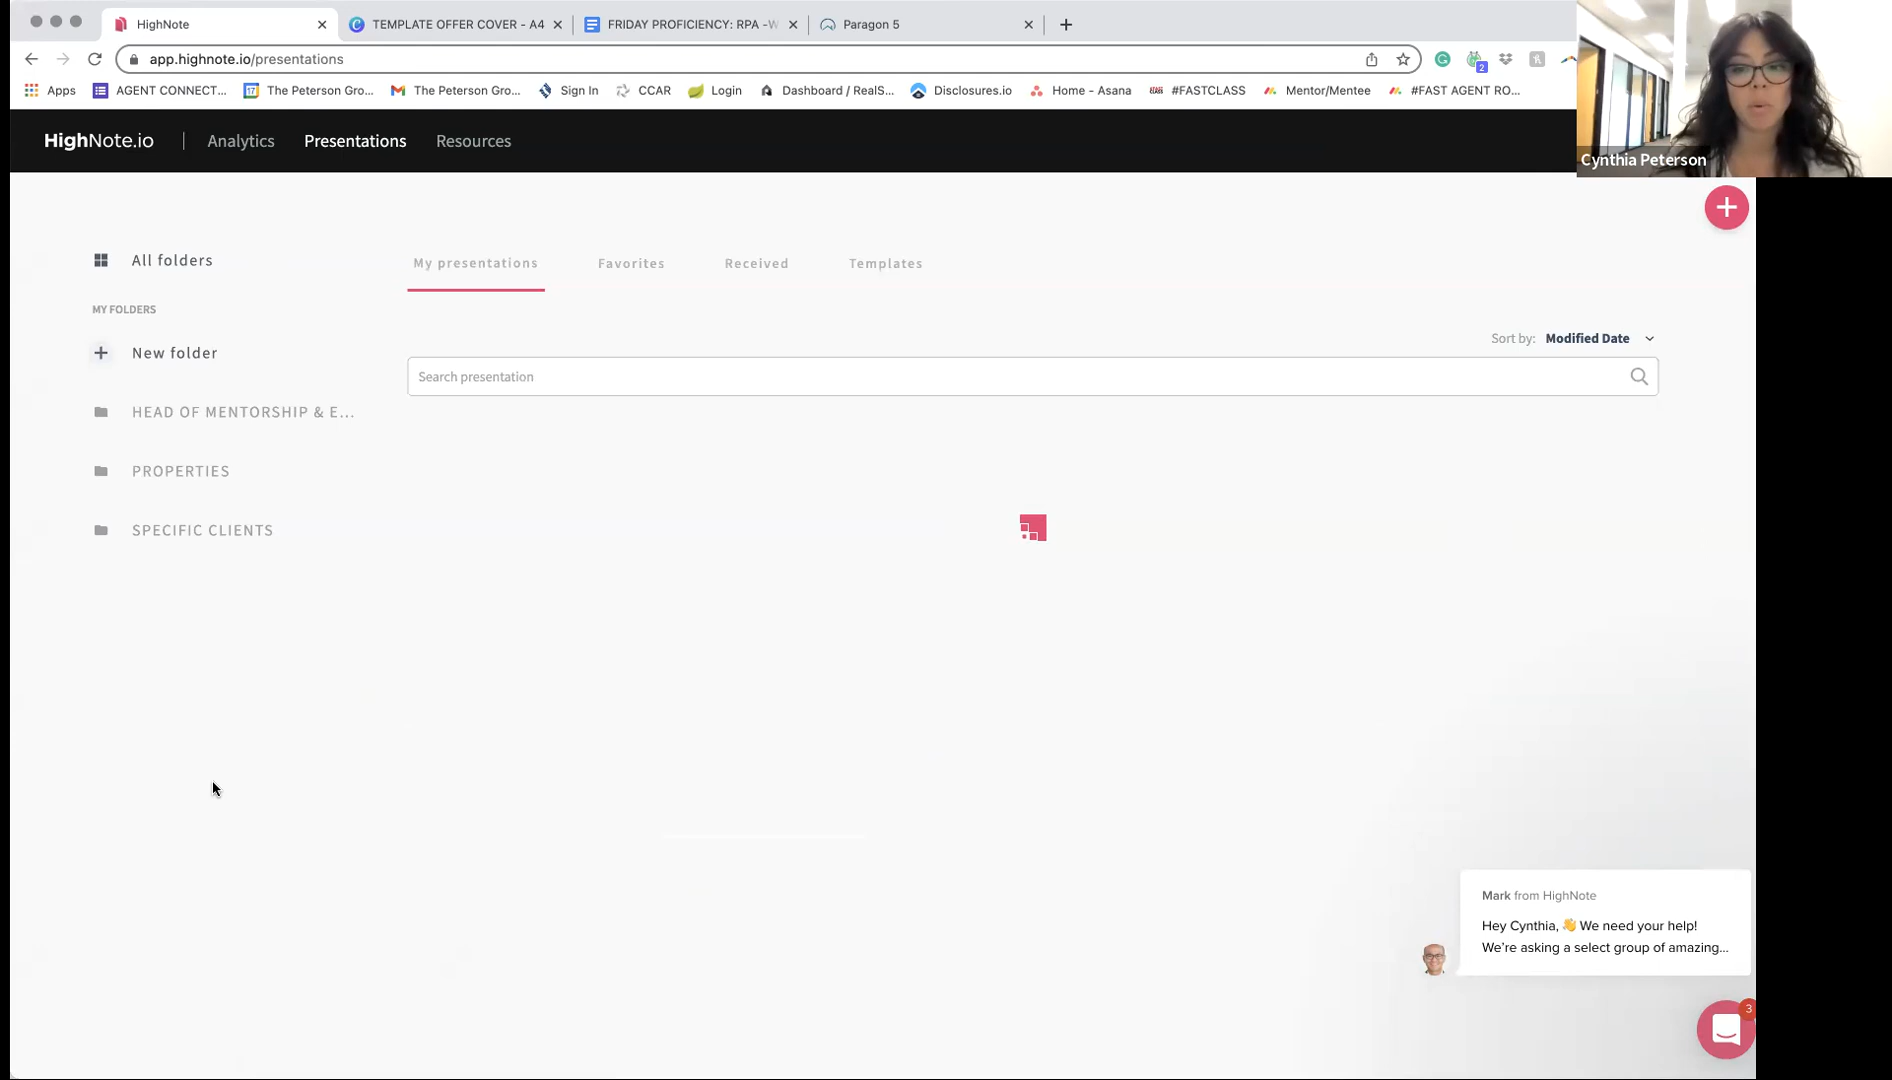 HighNote
TEMPLATE OFFER COVER - A4
FRIDAY PROFICIENCY: RPA -W
Paragon 5
app.highnote.io/presentations
2
Apps
AGENT CONNECT...
17
The Peterson Gro...
The Peterson Gro...
Sign In
CCAR
Login
Dashboard / RealS...
Disclosures.io
Home - Asana
#FASTCLASS
Mentor/Mentee
#FAST AGENT RO...
Cynthia Peterson
HighNote.io
Analytics
Presentations
Resources
All folders
MY FOLDERS
New folder
HEAD OF MENTORSHIP & E...
PROPERTIES
SPECIFIC CLIENTS
My presentations
Favorites
Received
Templates
Sort by: Modified Date
Search presentation
Mark from HighNote
Hey Cynthia, 👋 We need your help!
We're asking a select group of amazing...
3